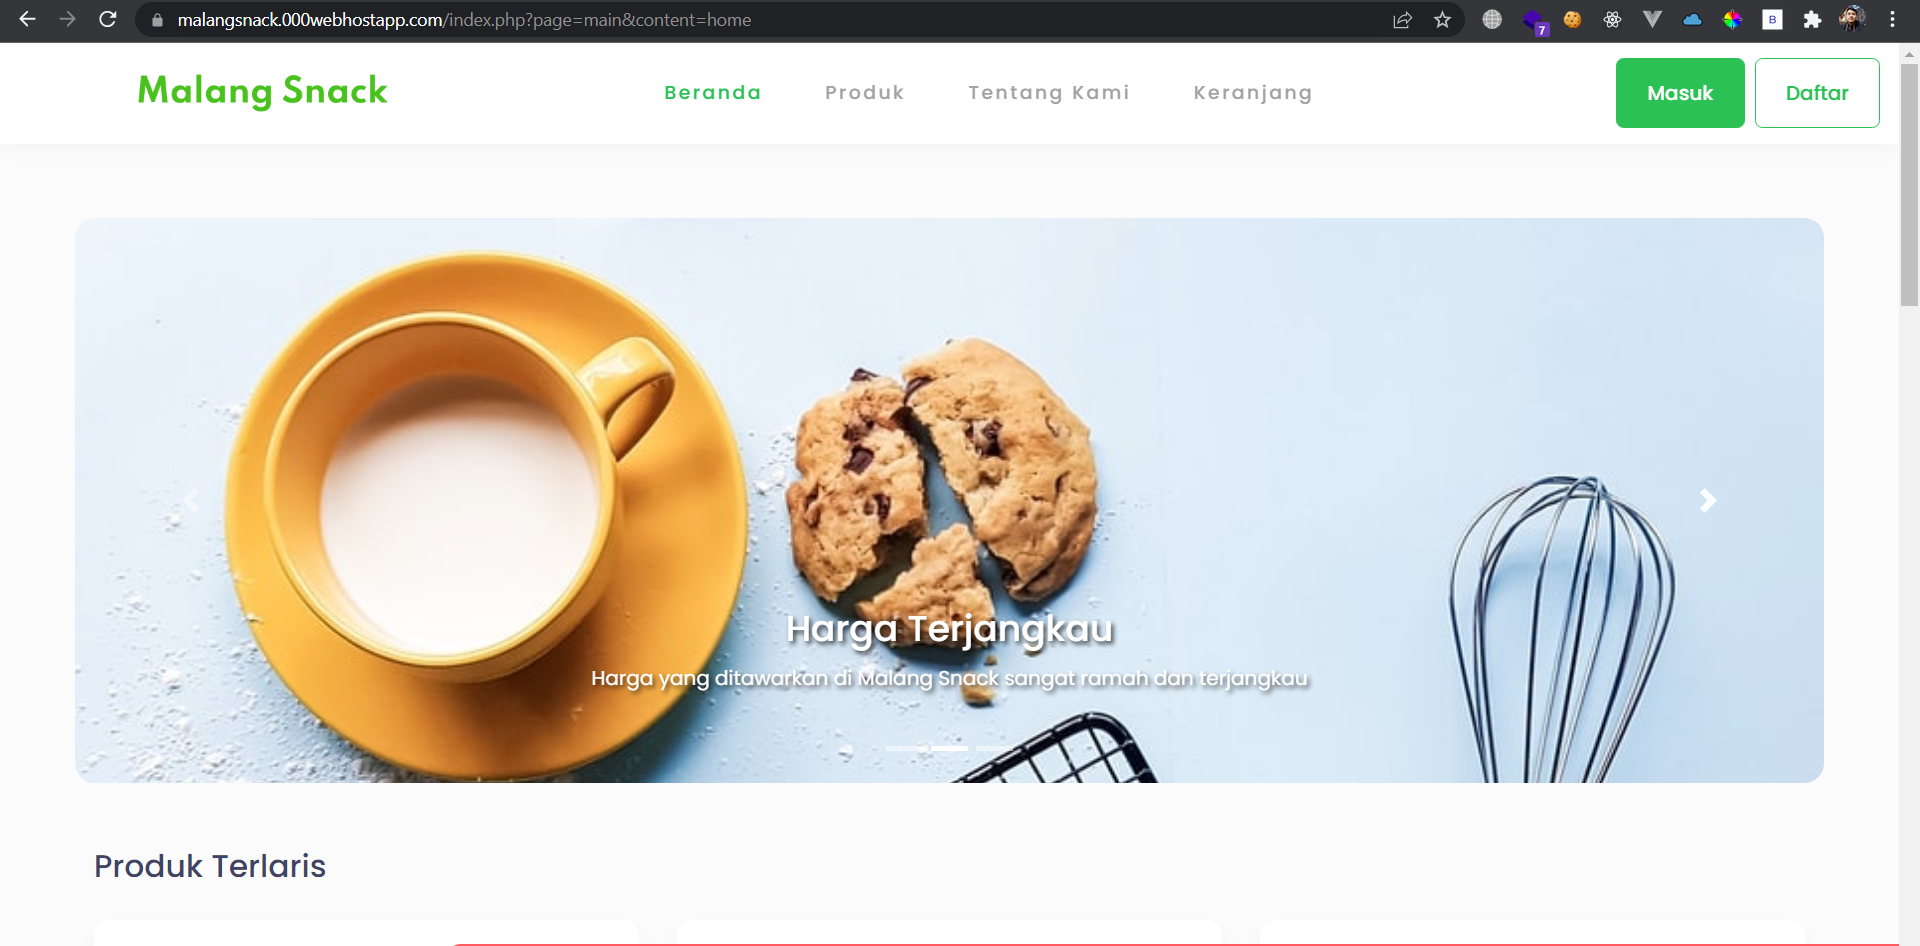 malangsnack.000webhostapp.com/index.php?page=main&content=home
7
B
Malang Snack
Beranda
Produk
Tentang Kami
Keranjang
Masuk
Daftar
Harga Terjangkau
Harga yang ditawarkan di Malang Snack sangat ramah dan terjangkau
Produk Terlaris